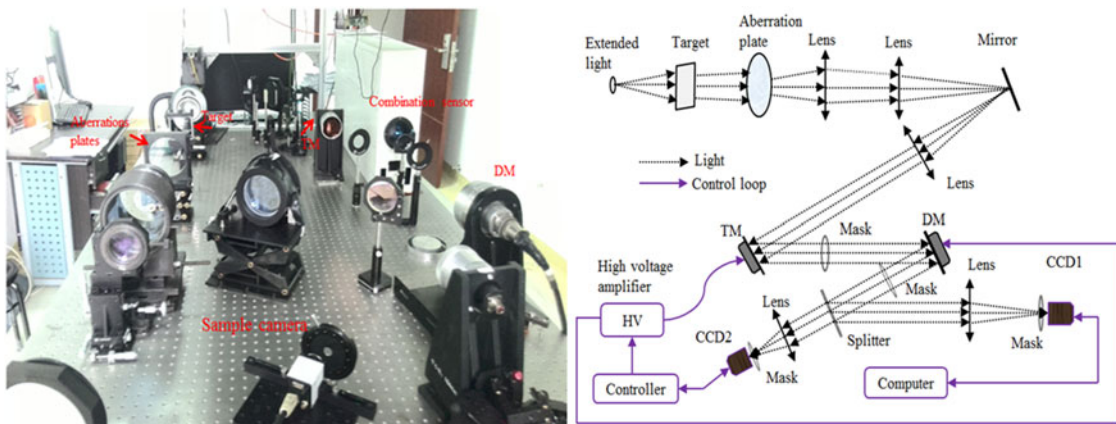 Aberrations
plates
Target
TM
Combination sensor
DM
Sample camera
Extended
light
Target
Aberration
plate
Lens
Lens
Mirror
Light
Control loop
Lens
TM
Mask
DM
High voltage
amplifier
Mask
Lens
CCD1
HV
Lens
CCD2
Splitter
Mask
Mask
Controller
Computer